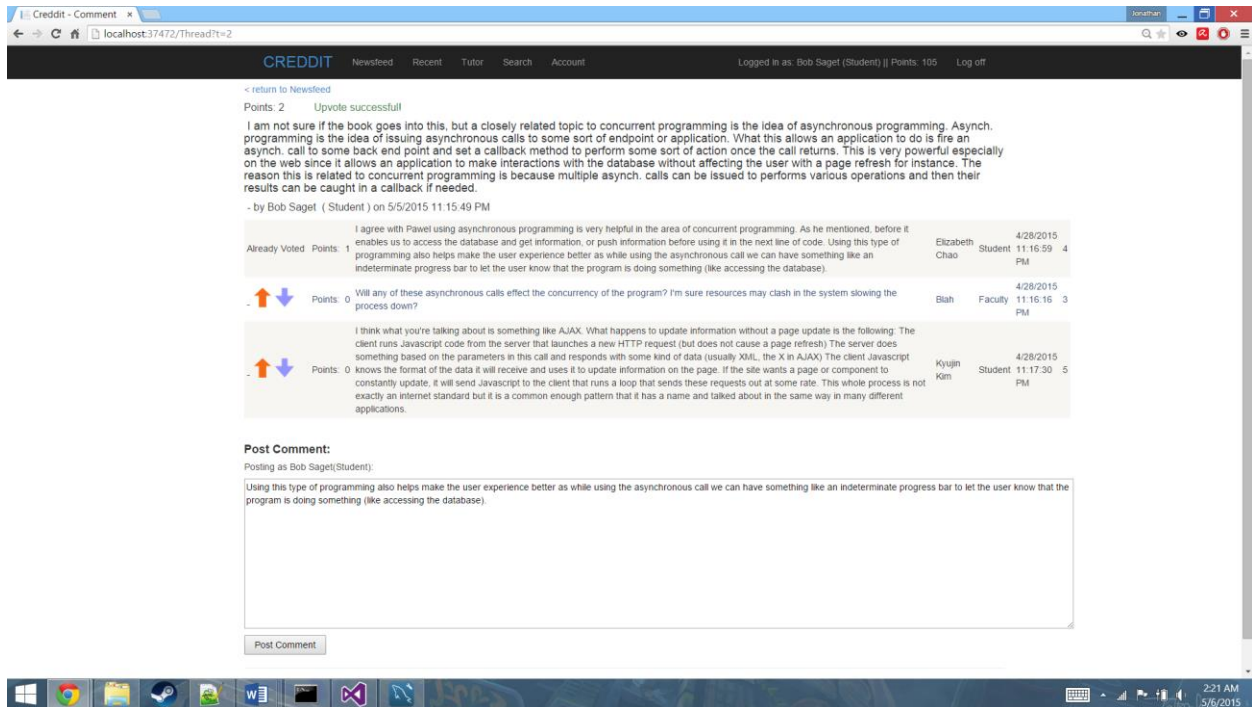 Creddit - Comment
Jonathan
localhost:37472/Thread?t=2
CREDDIT Newsfeed Recent Tutor Search Account Logged in as: Bob Saget (Student) || Points: 105 Log off
< return to Newsfeed
Points: 2 Upvote successful!
I am not sure if the book goes into this, but a closely related topic to concurrent programming is the idea of asynchronous programming. Asynch.
programming is the idea of issuing asynchronous calls to some sort of endpoint or application. What this allows an application to do is fire an
asynch. call to some back end point and set a callback method to perform some sort of action once the call returns. This is very powerful especially
on the web since it allows an application to make interactions with the database without affecting the user with a page refresh for instance. The
reason this is related to concurrent programming is because multiple asynch. calls can be issued to performs various operations and then their
results can be caught in a callback if needed.
- by Bob Saget ( Student ) on 5/5/2015 11:15:49 PM
Already Voted Points: 1
I agree with Pawel using asynchronous programming is very helpful in the area of concurrent programming. As he mentioned, before it
enables us to access the database and get information, or push information before using it in the next line of code. Using this type of
programming also helps make the user experience better as while using the asynchronous call we can have something like an
indeterminate progress bar to let the user know that the program is doing something (like accessing the database).
Elizabeth
Chao
Student
4/28/2015
11:16:59
PM
4
- Points: 0
Will any of these asynchronous calls effect the concurrency of the program? I'm sure resources may clash in the system slowing the
process down?
Blah
Faculty
4/28/2015
11:16:16
PM
3
- Points: 0
I think what you're talking about is something like AJAX. What happens to update information without a page update is the following: The
client runs Javascript code from the server that launches a new HTTP request (but does not cause a page refresh) The server does
something based on the parameters in this call and responds with some kind of data (usually XML, the X in AJAX) The client Javascript
knows the format of the data it will receive and uses it to update information on the page. If the site wants a page or component to
constantly update, it will send Javascript to the client that runs a loop that sends these requests out at some rate. This whole process is not
exactly an internet standard but it is a common enough pattern that it has a name and talked about in the same way in many different
applications.
Kyujin
Kim
Student
4/28/2015
11:17:30
PM
5
Post Comment:
Posting as Bob Saget(Student):
Using this type of programming also helps make the user experience better as while using the asynchronous call we can have something like an indeterminate progress bar to let the user know that the
program is doing something (like accessing the database).
Post Comment
2:21 AM
5/6/2015